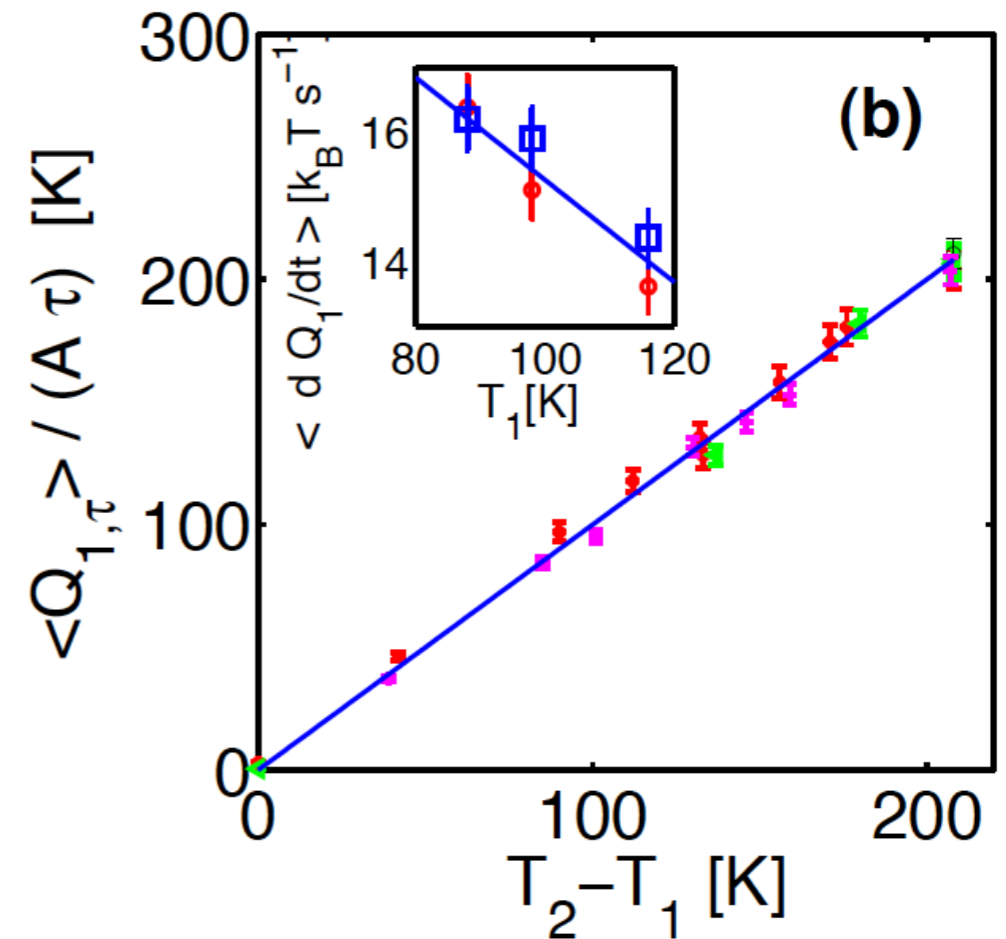 <Q₁,τ> / (A τ) [K]
300
200
100
0
0 100 200
T₂−T₁ [K]
(b)
< d Q₁/dt > [k_B T s⁻¹]
16
14
80 100 120
T₁[K]